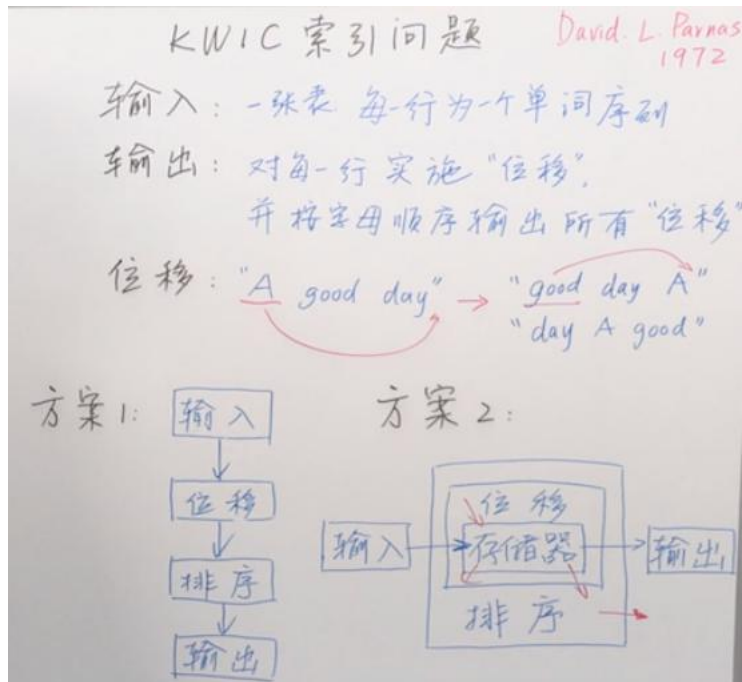 KWIC 索引问题
David. L. Parnas
1972
输入: 一张表 每一行为一个单词序列
输出: 对每一行实施"位移",
并按字母顺序输出所有"位移"
位移: "A good day" → "good day A"
"day A good"
方案1:
输入
位移
排序
输出
方案2:
位移
输入
存储器
输出
排序